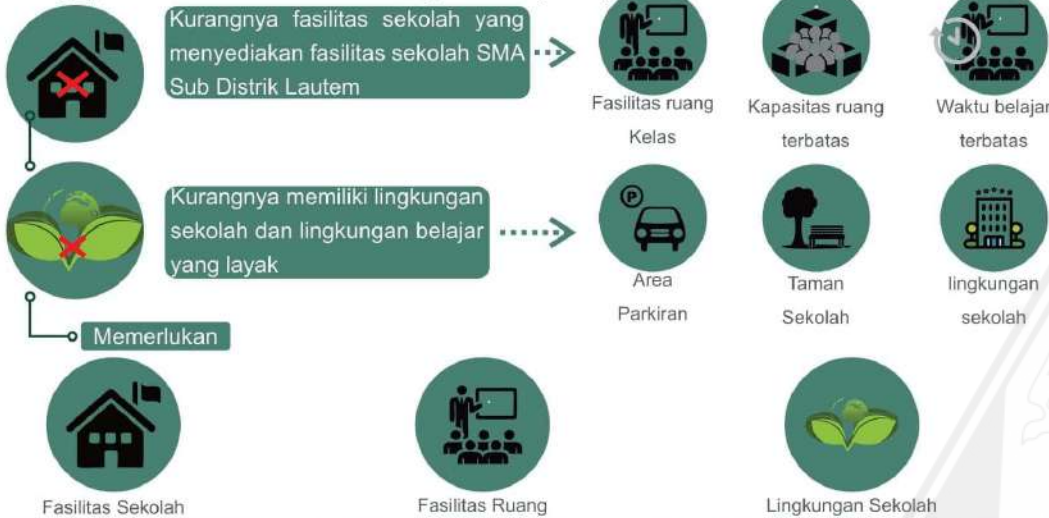 Kurangnya fasilitas sekolah yang
menyediakan fasilitas sekolah SMA
Sub Distrik Lautem
Fasilitas ruang
Kelas
Kapasitas ruang
terbatas
Waktu belajar
terbatas
Kurangnya memiliki lingkungan
sekolah dan lingkungan belajar
yang layak
P
Area
Parkiran
Taman
Sekolah
lingkungan
sekolah
Memerlukan
Fasilitas Sekolah
Fasilitas Ruang
Lingkungan Sekolah